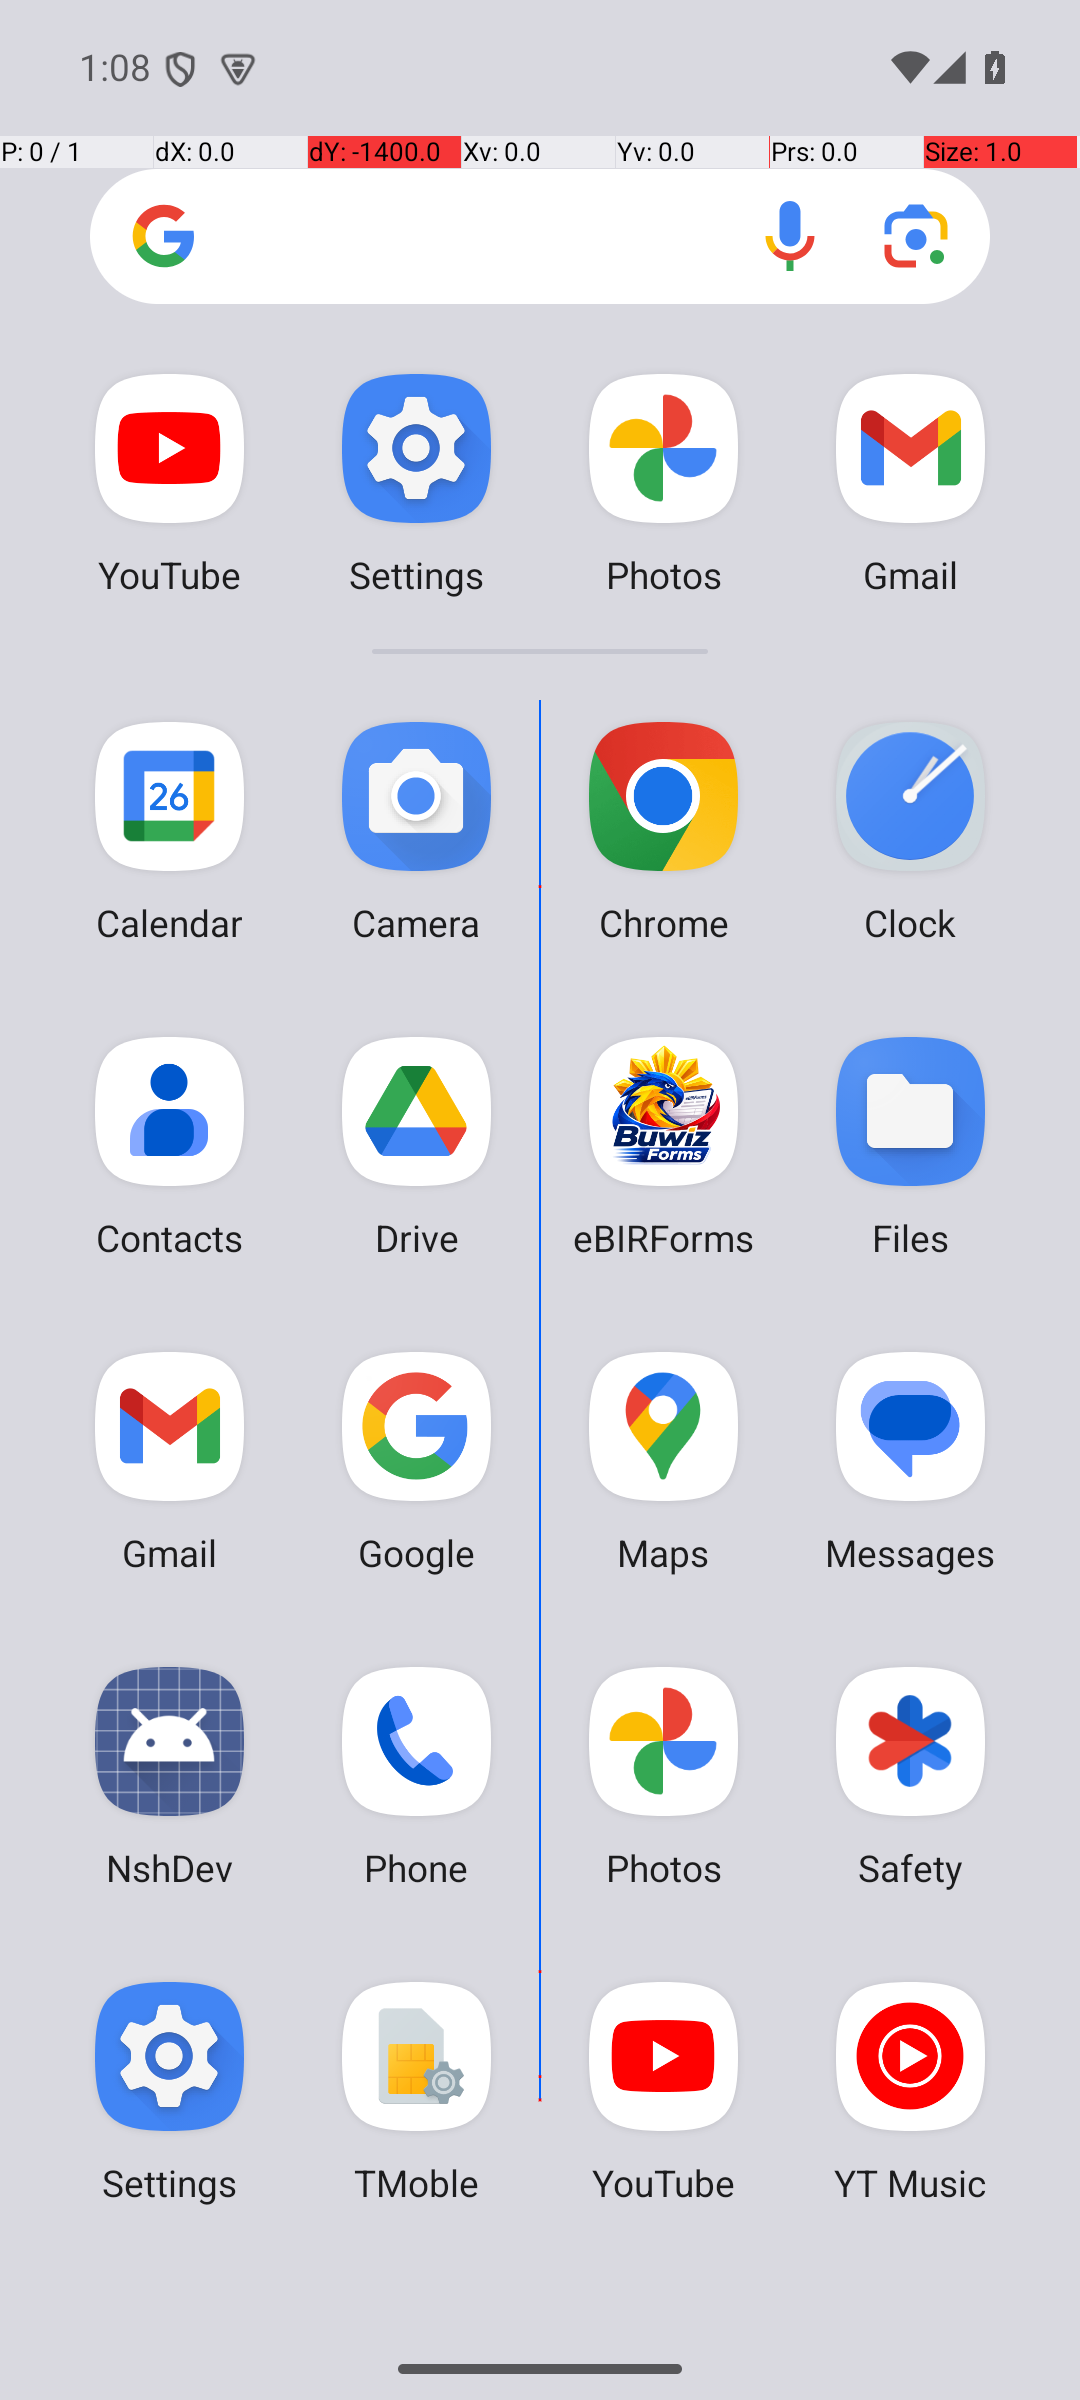 1:08
P: 0 / 1 dX: 0.0 dY: -1400.0 Xv: 0.0 Yv: 0.0 Prs: 0.0 Size: 1.0
YouTube Settings Photos Gmail
26
Calendar Camera Chrome Clock
Buwiz
Forms
Contacts Drive eBIRForms Files
Gmail Google Maps Messages
NshDev Phone Photos Safety
Settings TMoble YouTube YT Music